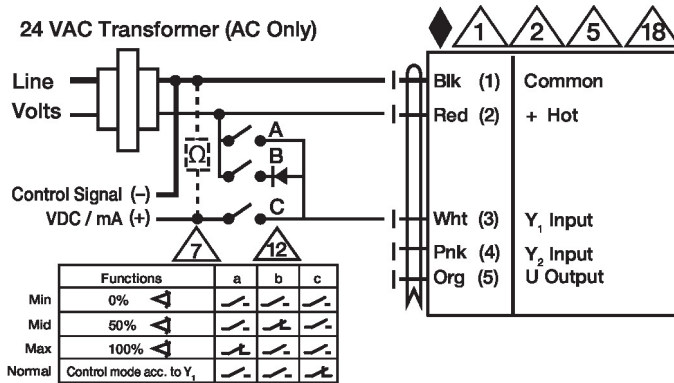 24 VAC Transformer (AC Only)
1 2 5 18
Line
Volts
Blk (1) Common
Red (2) + Hot
A
B
C
Ω
Control Signal (–)
VDC / mA (+)
Wht (3) Y₁ Input
Pnk (4) Y₂ Input
Org (5) U Output
7
12
Functions a b c
Min 0%
Mid 50%
Max 100%
Normal Control mode acc. to Y₁